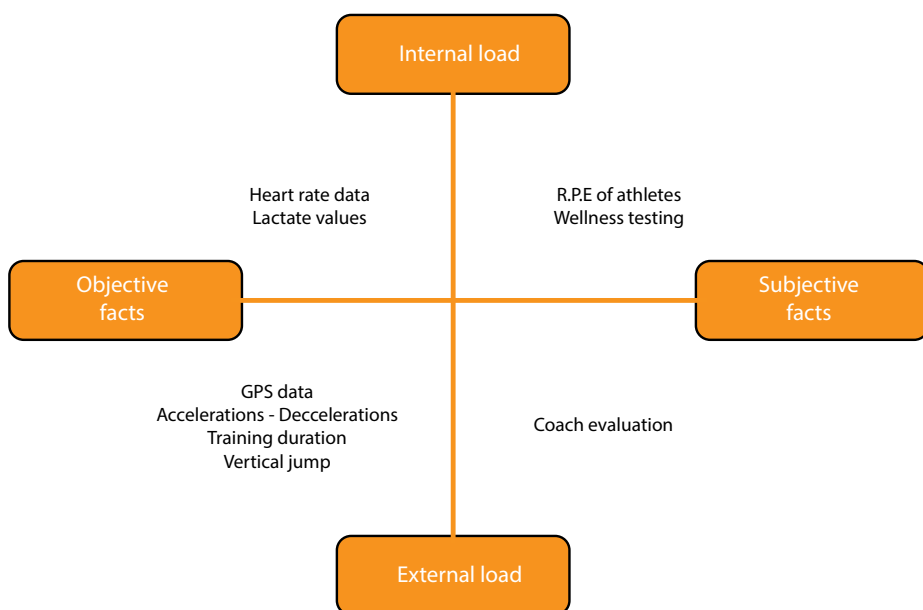 Internal load
Heart rate data
Lactate values
R.P.E of athletes
Wellness testing
Objective
facts
Subjective
facts
GPS data
Accelerations - Deccelerations
Training duration
Vertical jump
Coach evaluation
External load